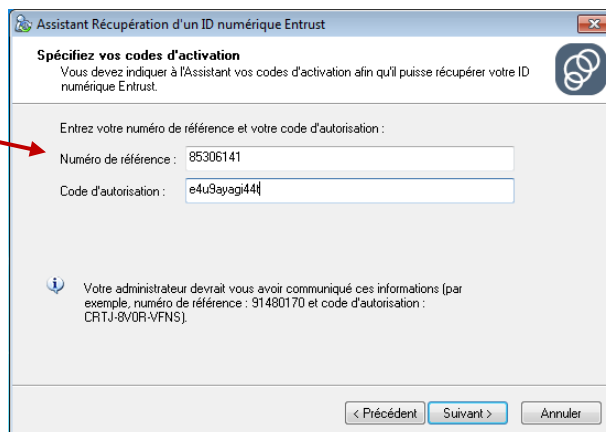 Assistant Récupération d'un ID numérique Entrust
Spécifiez vos codes d'activation
Vous devez indiquer à l'Assistant vos codes d'activation afin qu'il puisse récupérer votre ID
numérique Entrust.
Entrez votre numéro de référence et votre code d'autorisation :
Numéro de référence : 85306141
Code d'autorisation : e4u9ayagi44t
Votre administrateur devrait vous avoir communiqué ces informations (par
exemple, numéro de référence : 91480170 et code d'autorisation :
CRTJ-8V0R-VFNS).
< Précédent Suivant > Annuler